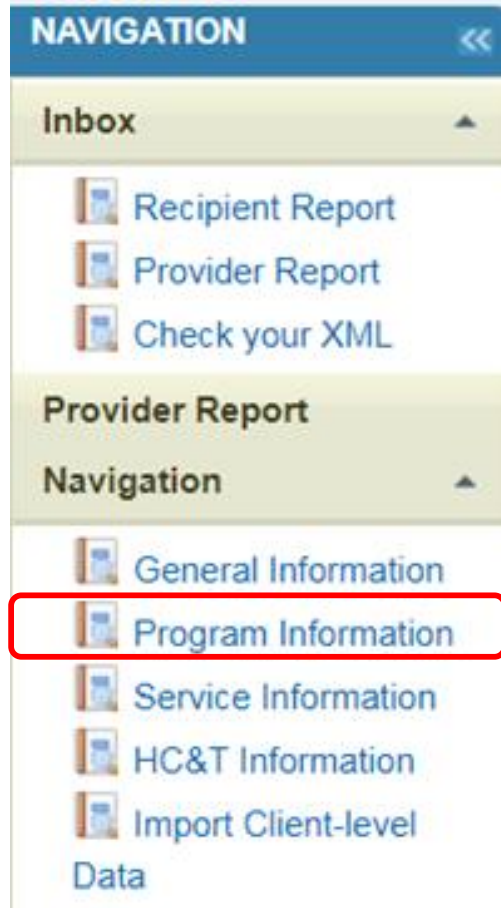 NAVIGATION
Inbox
Recipient Report
Provider Report
Check your XML
Provider Report
Navigation
General Information
Program Information
Service Information
HC&T Information
Import Client-level
Data